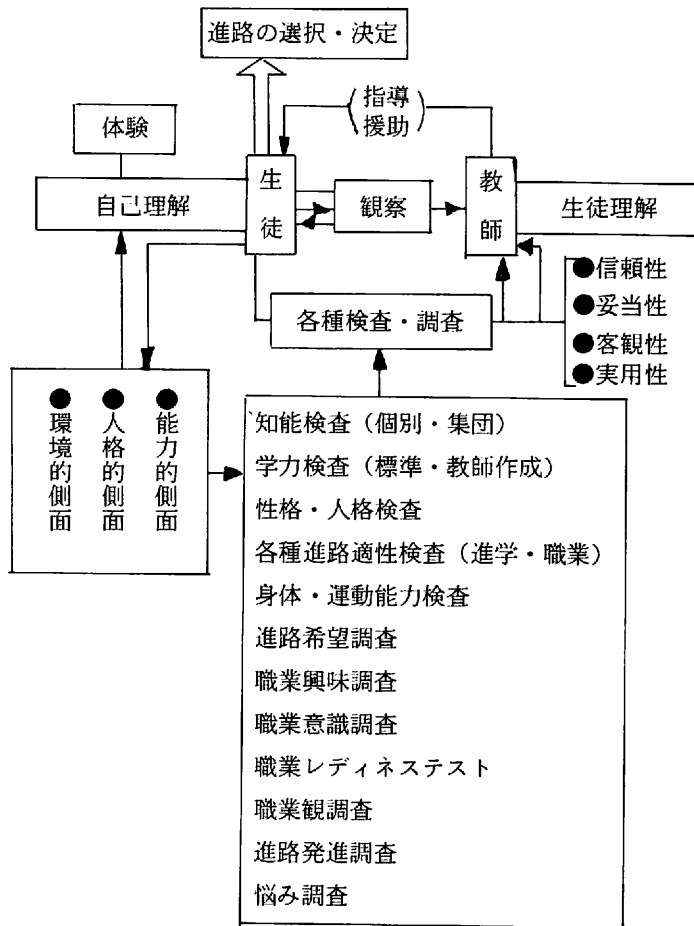 進路の選択・決定
指導
援助
体験
生徒
教師
自己理解
観察
生徒理解
各種検査・調査
●信頼性
●妥当性
●客観性
●実用性
●能力的側面
●人格的側面
●環境的側面
知能検査（個別・集団）
学力検査（標準・教師作成）
性格・人格検査
各種進路適性検査（進学・職業）
身体・運動能力検査
進路希望調査
職業興味調査
職業意識調査
職業レディネステスト
職業観調査
進路発進調査
悩み調査